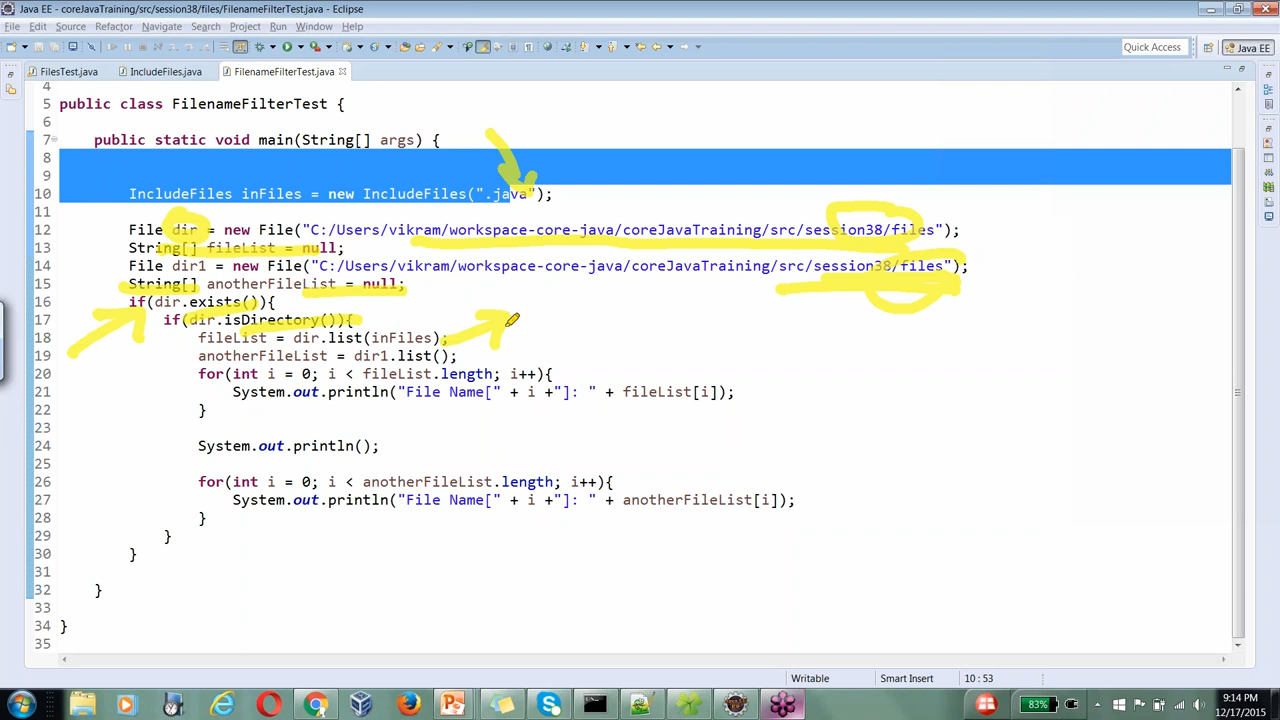 Java EE - coreJavaTraining/src/session38/files/FilenameFilterTest.java - Eclipse
File Edit Source Refactor Navigate Search Project Run Window Help
Quick Access Java EE
FilesTest.java IncludeFiles.java FilenameFilterTest.java
4
5 public class FilenameFilterTest {
6
7 public static void main(String[] args) {
8
9
10 IncludeFiles inFiles = new IncludeFiles(".java");
11
12 File dir = new File("C:/Users/vikram/workspace-core-java/coreJavaTraining/src/session38/files");
13 String[] fileList = null;
14 File dir1 = new File("C:/Users/vikram/workspace-core-java/coreJavaTraining/src/session38/files");
15 String[] anotherFileList = null;
16 if(dir.exists()){
17 if(dir.isDirectory()){
18 fileList = dir.list(inFiles);
19 anotherFileList = dir1.list();
20 for(int i = 0; i < fileList.length; i++){
21 System.out.println("File Name[" + i +"]: " + fileList[i]);
22 }
23
24 System.out.println();
25
26 for(int i = 0; i < anotherFileList.length; i++){
27 System.out.println("File Name[" + i +"]: " + anotherFileList[i]);
28 }
29 }
30 }
31
32 }
33
34 }
35
Writable Smart Insert 10 : 53
83% 9:14 PM
12/17/2015